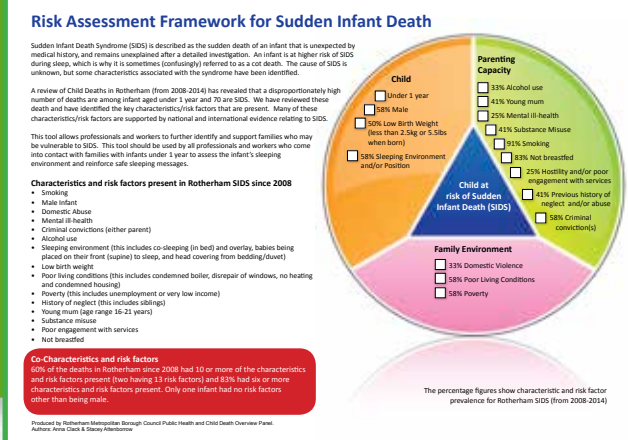 Risk Assessment Framework for Sudden Infant Death
Sudden Infant Death Syndrome (SIDS) is described as the sudden death of an infant that is unexpected by
medical history, and remains unexplained after a detailed investigation. An infant is at higher risk of SIDS
during sleep, which is why it is sometimes (confusingly) referred to as a cot death. The cause of SIDS is
unknown, but some characteristics associated with the syndrome have been identified.
A review of Child Deaths in Rotherham (from 2008-2014) has revealed that a disproportionately high
number of deaths are among infant aged under 1 year and 70 are SIDS. We have reviewed these
death and have identified the key characteristics/risk factors that are present. Many of these
characteristics/risk factors are supported by national and international evidence relating to SIDS.
This tool allows professionals and workers to further identify and support families who may
be vulnerable to SIDS. This tool should be used by all professionals and workers who come
into contact with families with infants under 1 year to assess the infant's sleeping
environment and reinforce safe sleeping messages.
Characteristics and risk factors present in Rotherham SIDS since 2008
• Smoking
• Male Infant
• Domestic Abuse
• Mental ill-health
• Criminal convictions (either parent)
• Alcohol use
• Sleeping environment (this includes co-sleeping (in bed) and overlay, babies being
placed on their front (supine) to sleep, and head covering from bedding/duvet)
• Low birth weight
• Poor living conditions (this includes condemned boiler, disrepair of windows, no heating
and condemned housing)
• Poverty (this includes unemployment or very low income)
• History of neglect (this includes siblings)
• Young mum (age range 16-21 years)
• Substance misuse
• Poor engagement with services
• Not breastfed
Co-Characteristics and risk factors
60% of the deaths in Rotherham since 2008 had 10 or more of the characteristics
and risk factors present (two having 13 risk factors) and 83% had six or more
characteristics and risk factors present. Only one infant had no risk factors
other than being male.
Produced by Rotherham Metropolitan Borough Council Public Health and Child Death Overview Panel.
Authors: Anna Clack & Stacey Attenborrow
Child
Under 1 year
58% Male
50% Low Birth Weight
(less than 2.5kg or 5.5lbs
when born)
58% Sleeping Environment
and/or Position
Parenting
Capacity
33% Alcohol use
41% Young mum
25% Mental ill-health
41% Substance Misuse
91% Smoking
83% Not breastfed
25% Hostility and/or poor
engagement with services
41% Previous history of
neglect and/or abuse
58% Criminal
conviction(s)
Child at
risk of Sudden
Infant Death (SIDS)
Family Environment
33% Domestic Violence
58% Poor Living Conditions
58% Poverty
The percentage figures show characteristic and risk factor
prevalence for Rotherham SIDS (from 2008-2014)